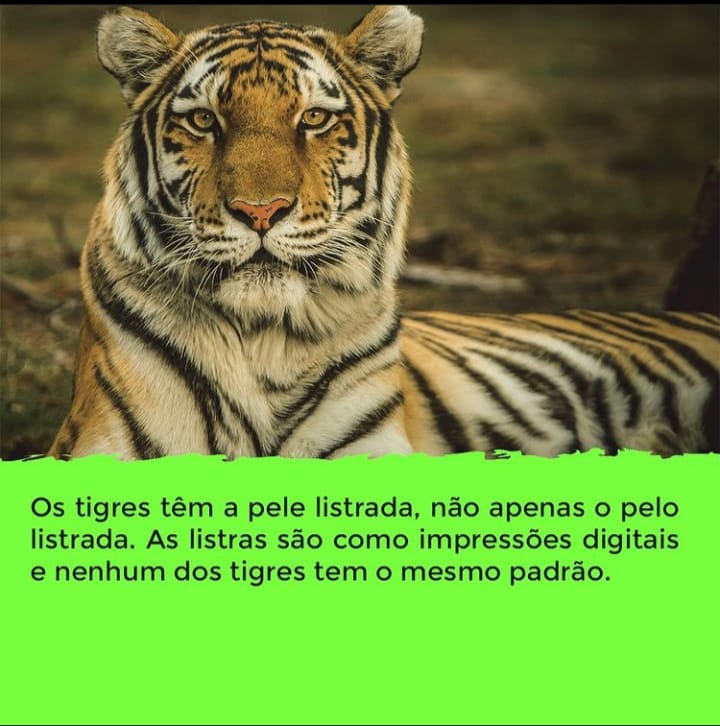 Os tigres têm a pele listrada, não apenas o pelo
listrada. As listras são como impressões digitais
e nenhum dos tigres tem o mesmo padrão.